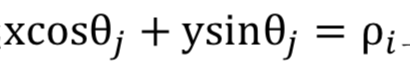 xcosθⱼ + ysinθⱼ = ρᵢ₋